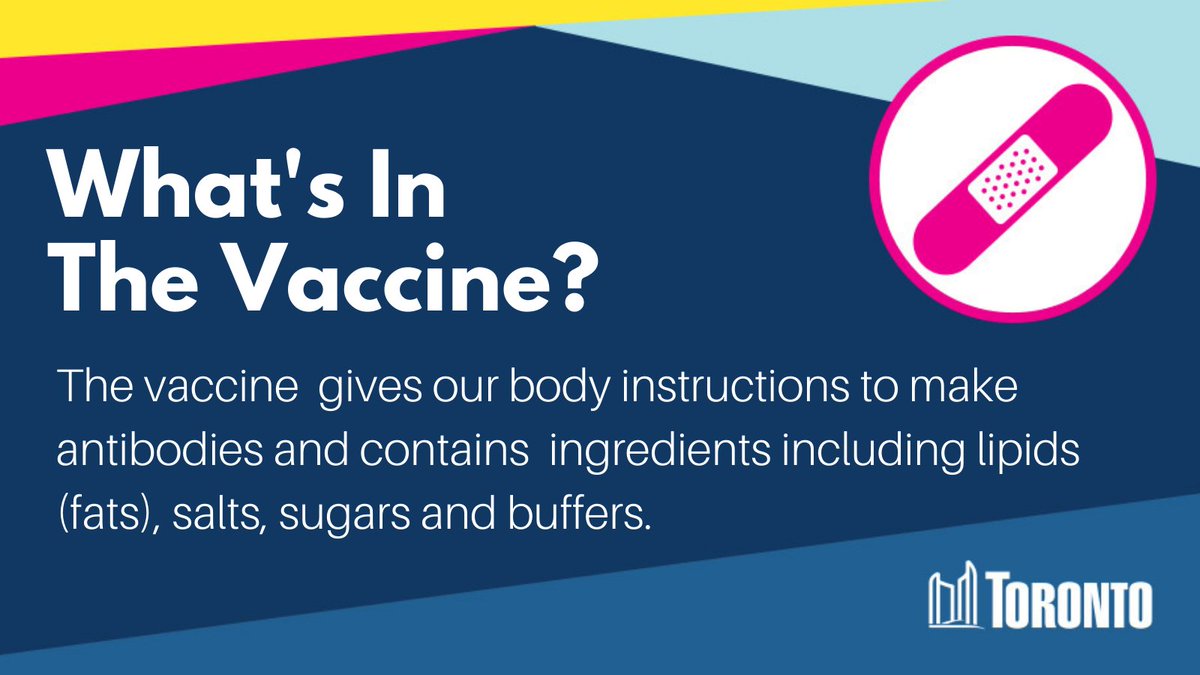 What's In
The Vaccine?
The vaccine  gives our body instructions to make
antibodies and contains  ingredients including lipids
(fats), salts, sugars and buffers.
TORONTO